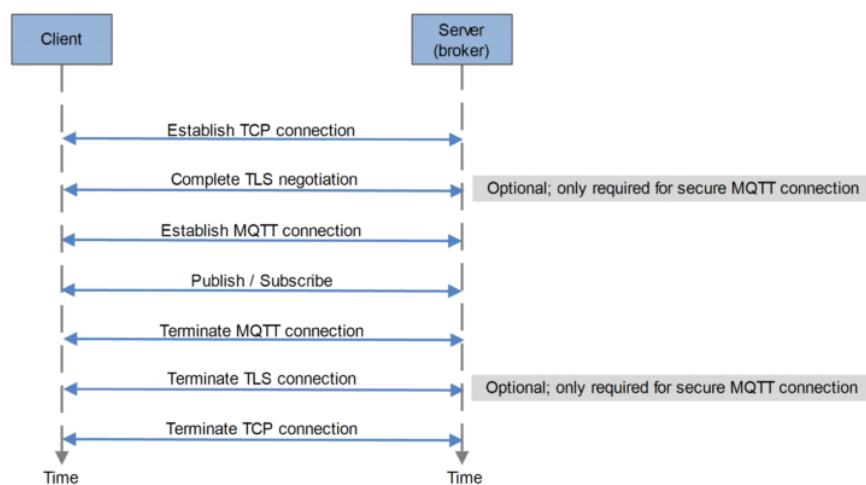 Client
Server
(broker)
Establish TCP connection
Complete TLS negotiation
Optional; only required for secure MQTT connection
Establish MQTT connection
Publish / Subscribe
Terminate MQTT connection
Terminate TLS connection
Optional; only required for secure MQTT connection
Terminate TCP connection
Time
Time